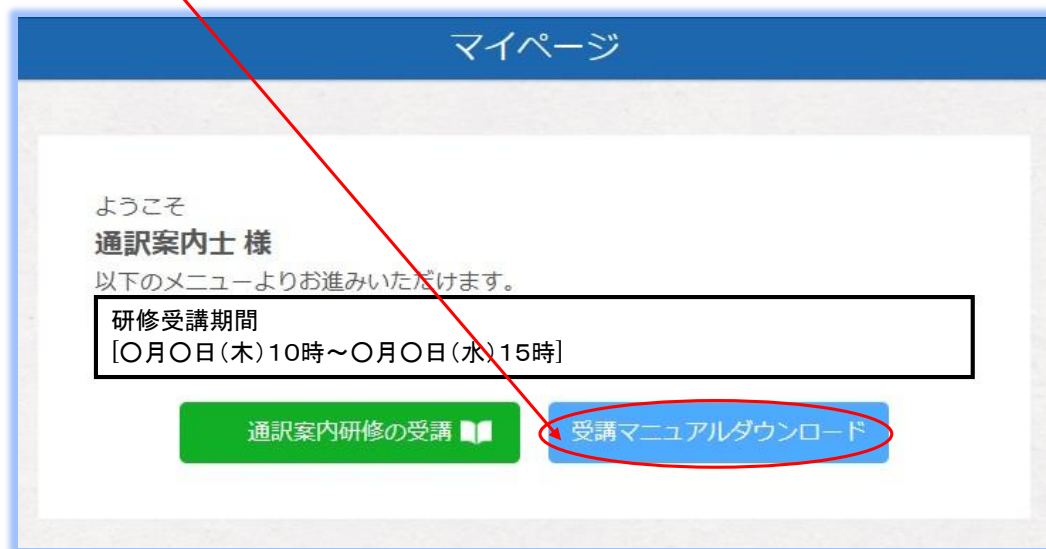 マイページ
ようこそ
通訳案内士 様
以下のメニューよりお進みいただけます。
研修受講期間
[〇月〇日(木)10時～〇月〇日(水)15時]
通訳案内研修の受講
受講マニュアルダウンロード